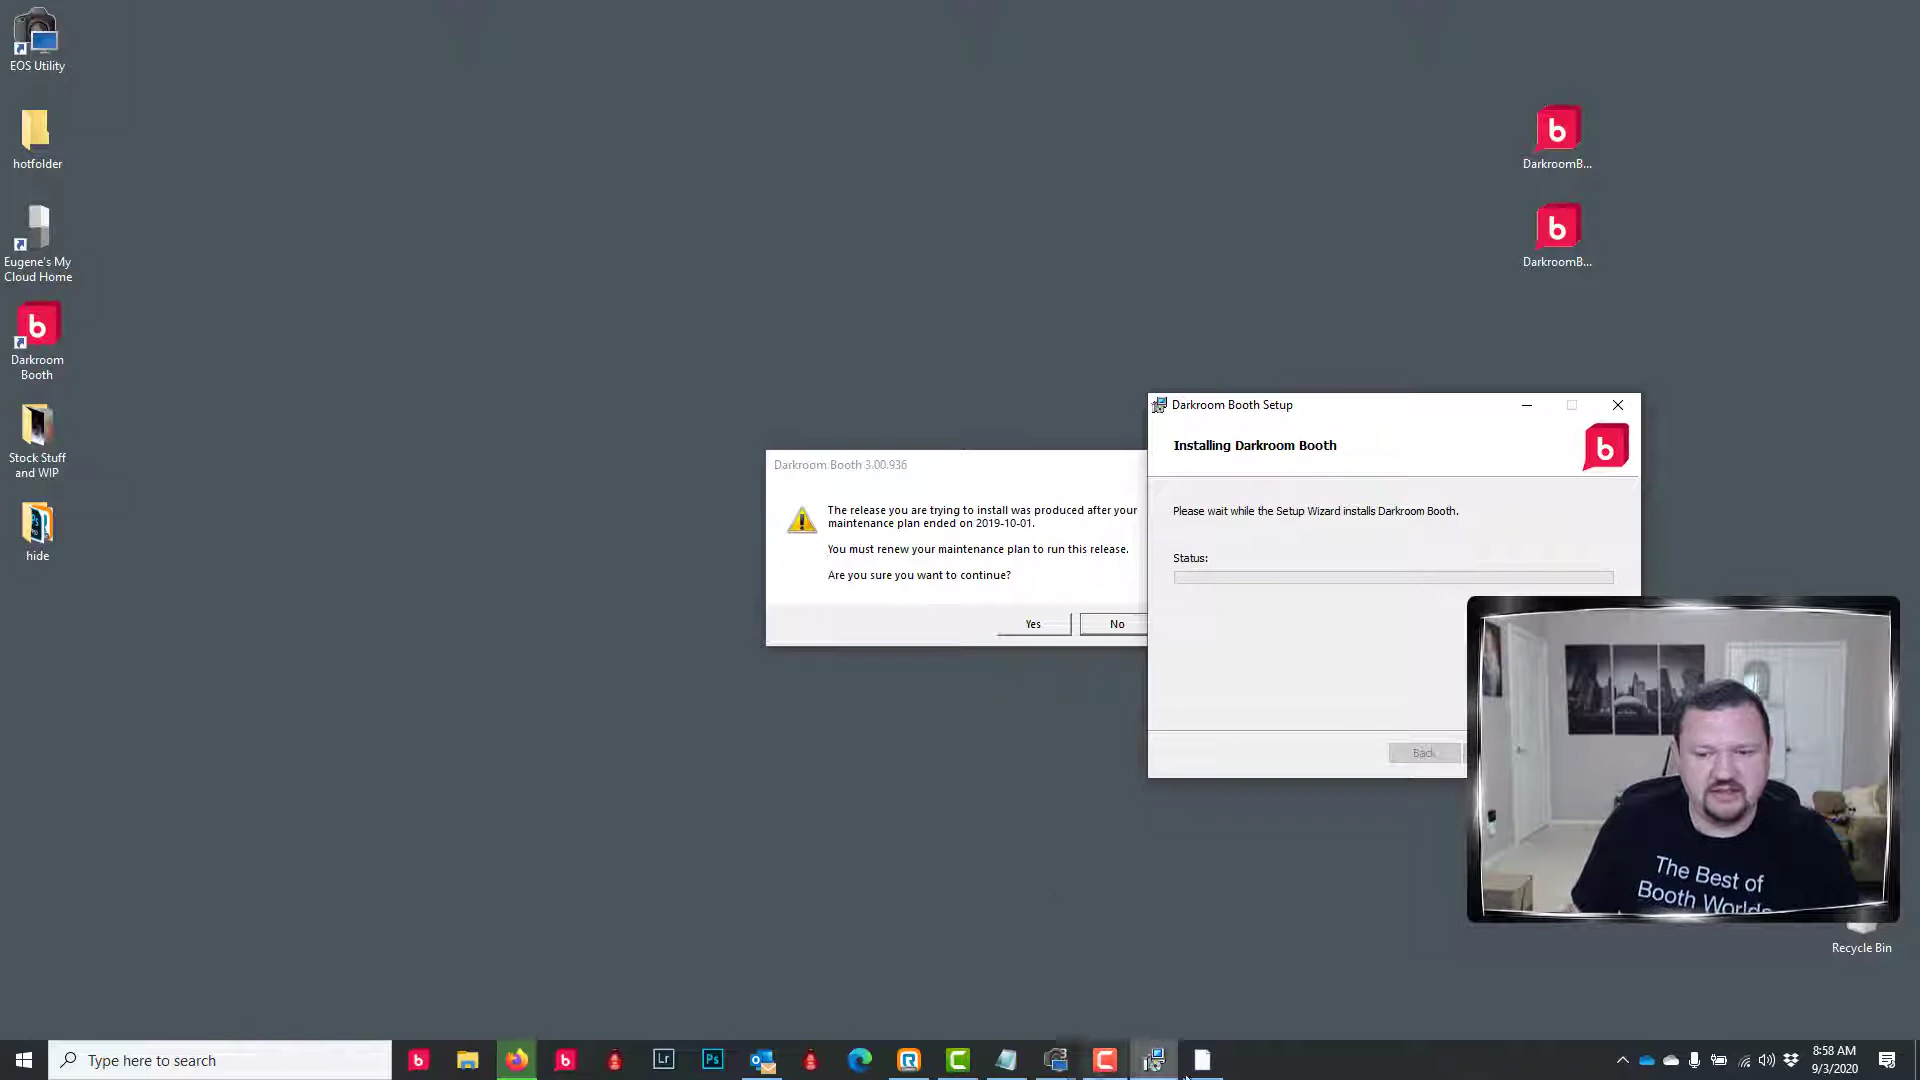 EOS Utility
hotfolder
Eugene's My
Cloud Home
b
Darkroom
Booth
Stock Stuff
and WIP
hide
b
DarkroomB...
b
DarkroomB...
Darkroom Booth 3.00.936
The release you are trying to install was produced after your
maintenance plan ended on 2019-10-01.
You must renew your maintenance plan to run this release.
Are you sure you want to continue?
Yes
No
Darkroom Booth Setup
Installing Darkroom Booth
b
Please wait while the Setup Wizard installs Darkroom Booth.
Status:
Back
The Best of
Booth Worlds
Recycle Bin
Type here to search
b
b
Lr
Ps
8:58 AM
9/3/2020